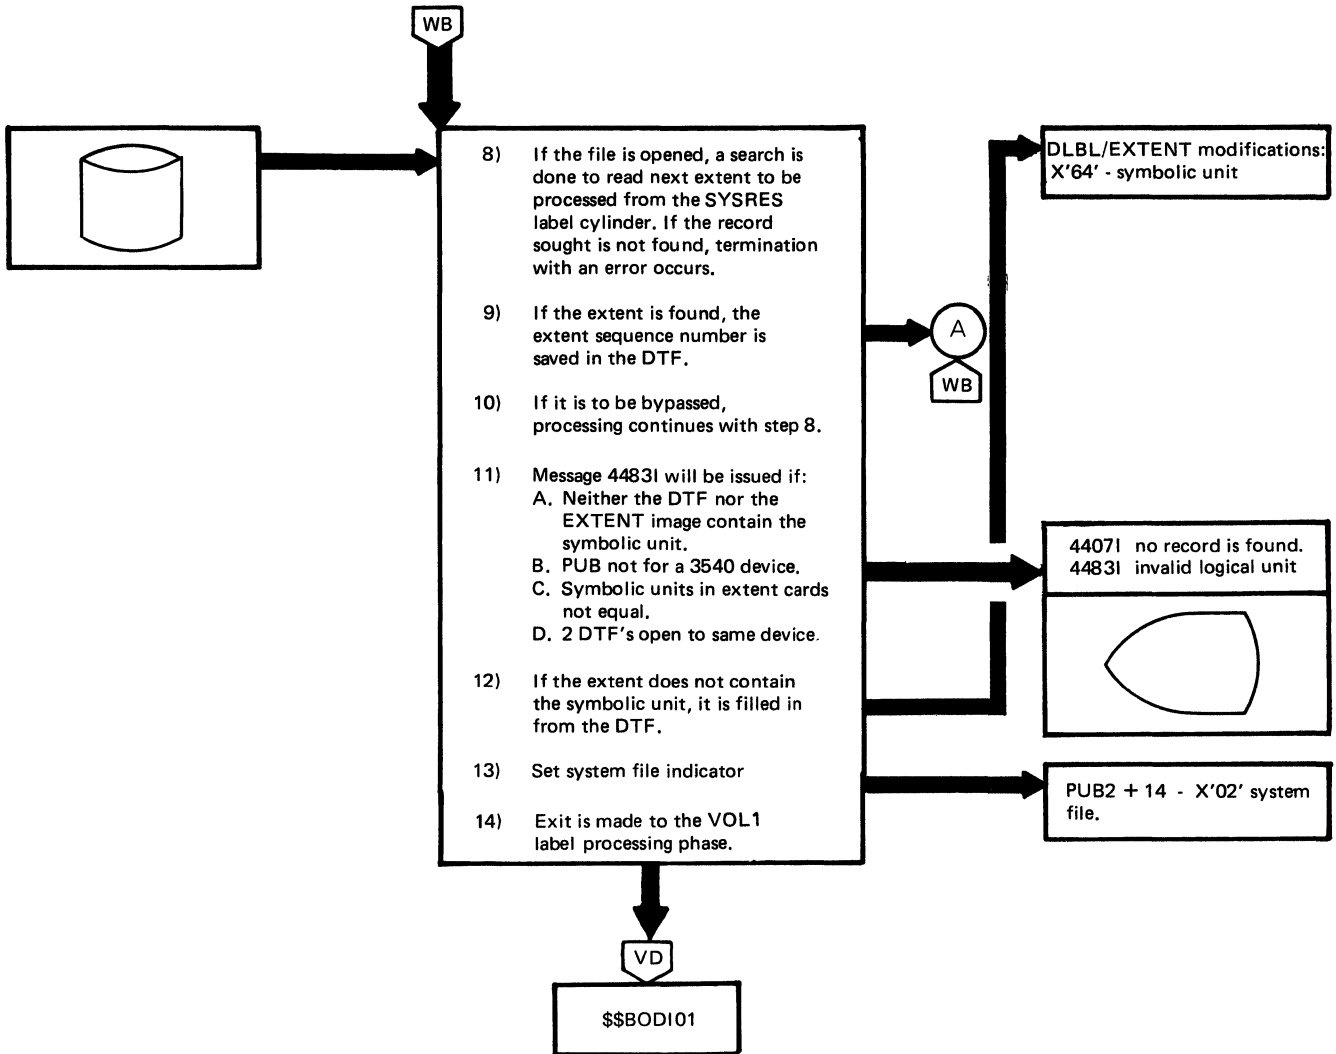 WB
8) If the file is opened, a search is
done to read next extent to be
processed from the SYSRES
label cylinder. If the record
sought is not found, termination
with an error occurs.
9) If the extent is found, the
extent sequence number is
saved in the DTF.
10) If it is to be bypassed,
processing continues with step 8.
11) Message 4483I will be issued if:
A. Neither the DTF nor the
EXTENT image contain the
symbolic unit.
B. PUB not for a 3540 device.
C. Symbolic units in extent cards
not equal.
D. 2 DTF's open to same device.
12) If the extent does not contain
the symbolic unit, it is filled in
from the DTF.
13) Set system file indicator
14) Exit is made to the VOL1
label processing phase.
DLBL/EXTENT modifications:
X'64' - symbolic unit
A
WB
4407I no record is found.
4483I invalid logical unit
PUB2 + 14 - X'02' system
file.
VD
$$BODI01